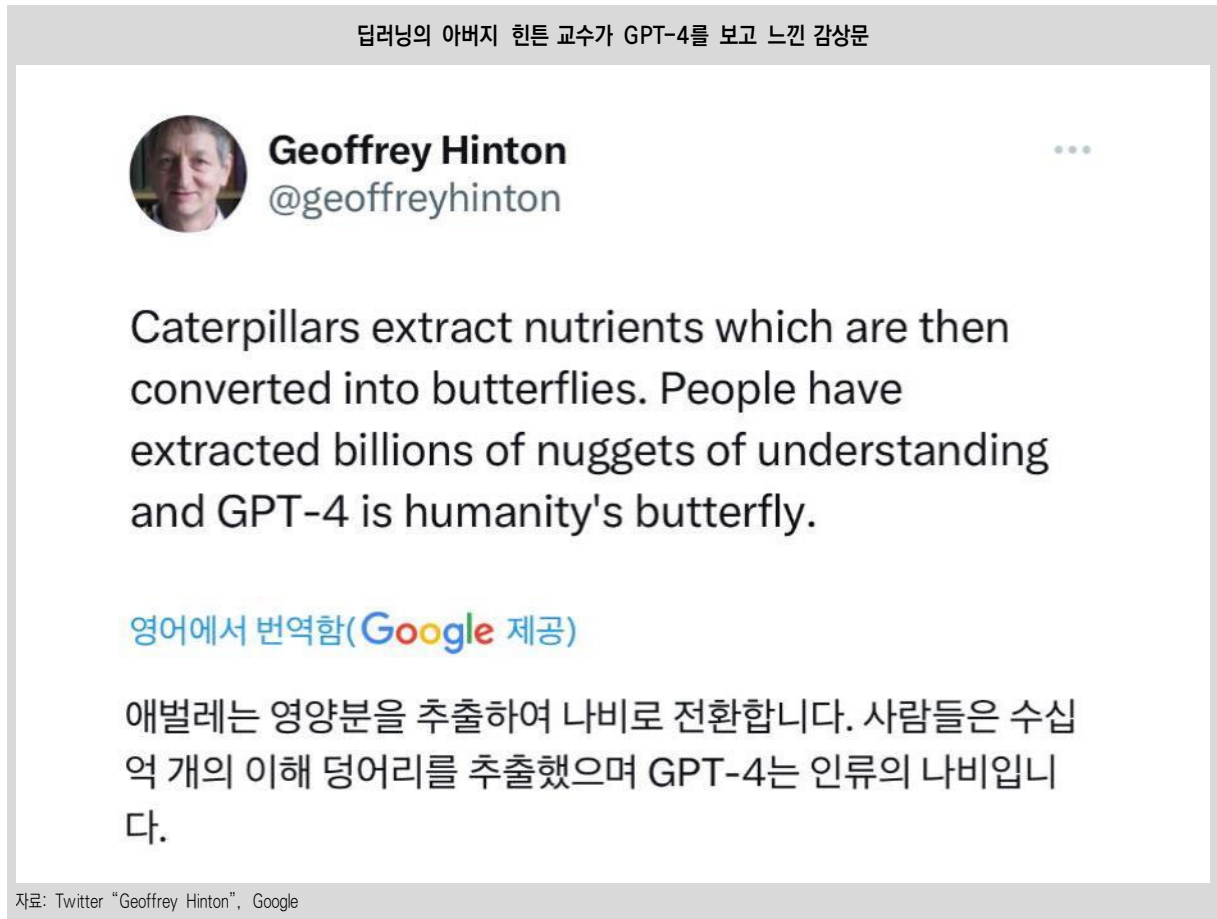 딥러닝의 아버지 힌튼 교수가 GPT-4를 보고 느낀 감상문
Geoffrey Hinton
@geoffreyhinton
Caterpillars extract nutrients which are then
converted into butterflies. People have
extracted billions of nuggets of understanding
and GPT-4 is humanity's butterfly.
영어에서 번역함(Google 제공)
애벌레는 영양분을 추출하여 나비로 전환합니다. 사람들은 수십
억 개의 이해 덩어리를 추출했으며 GPT-4는 인류의 나비입니
다.
자료: Twitter “Geoffrey Hinton”, Google